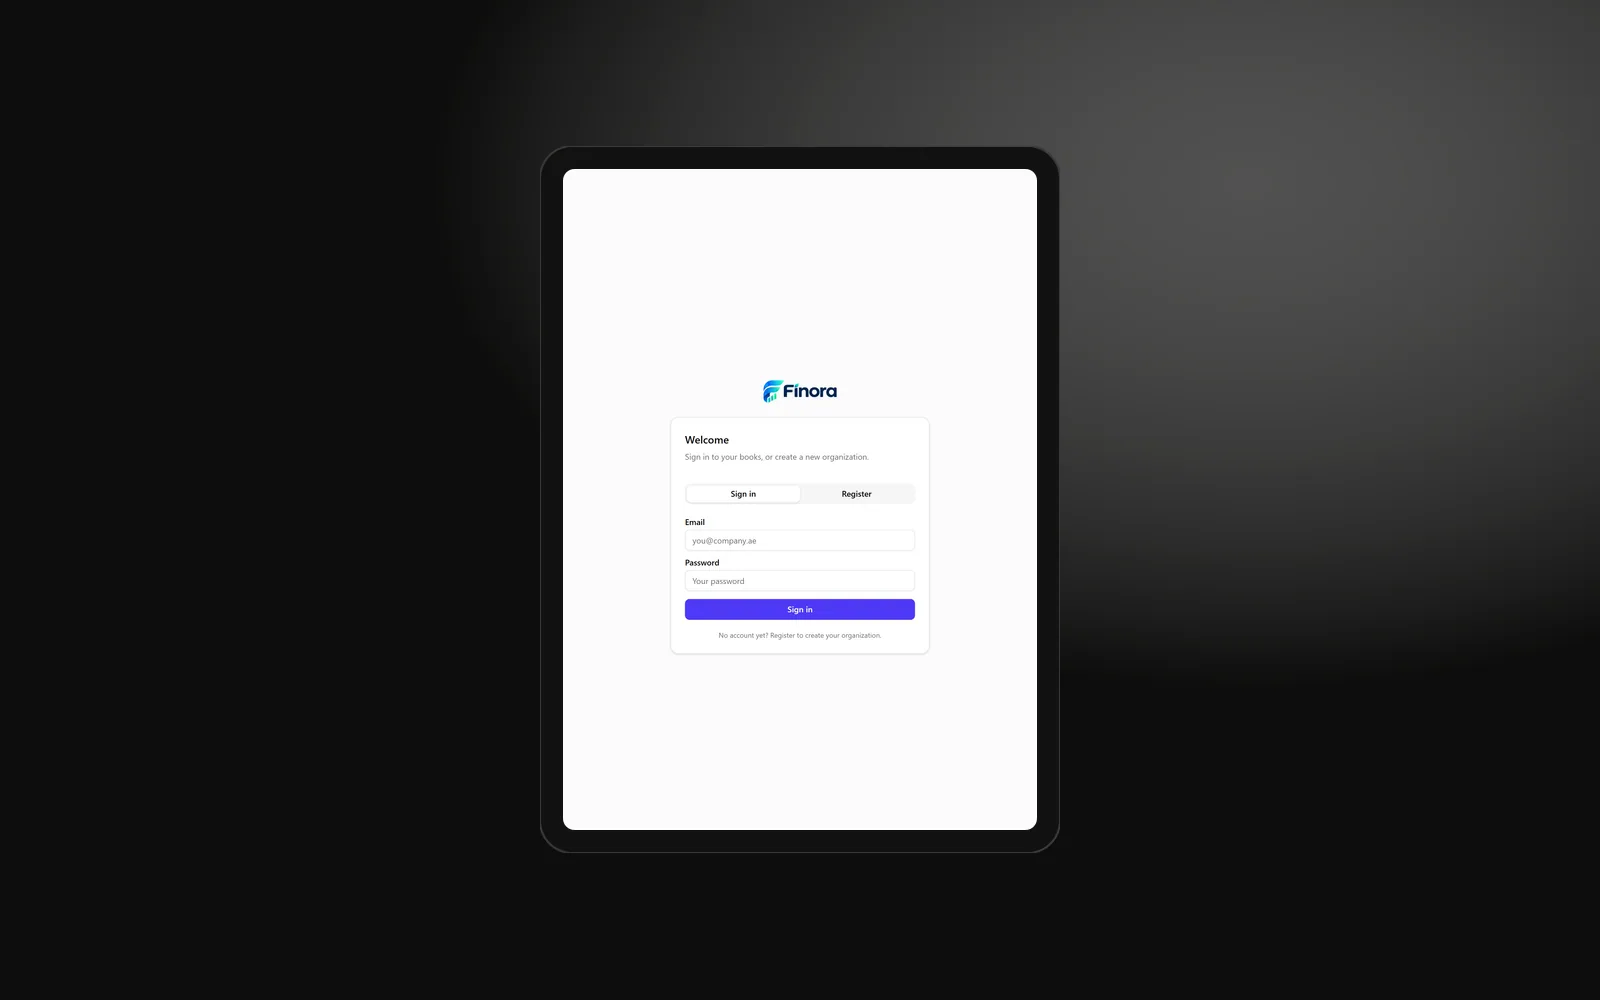 Finora
Welcome
Sign in to your books, or create a new organization.
Sign in
Register
Email
you@company.ae
Password
Your password
Sign in
No account yet? Register to create your organization.